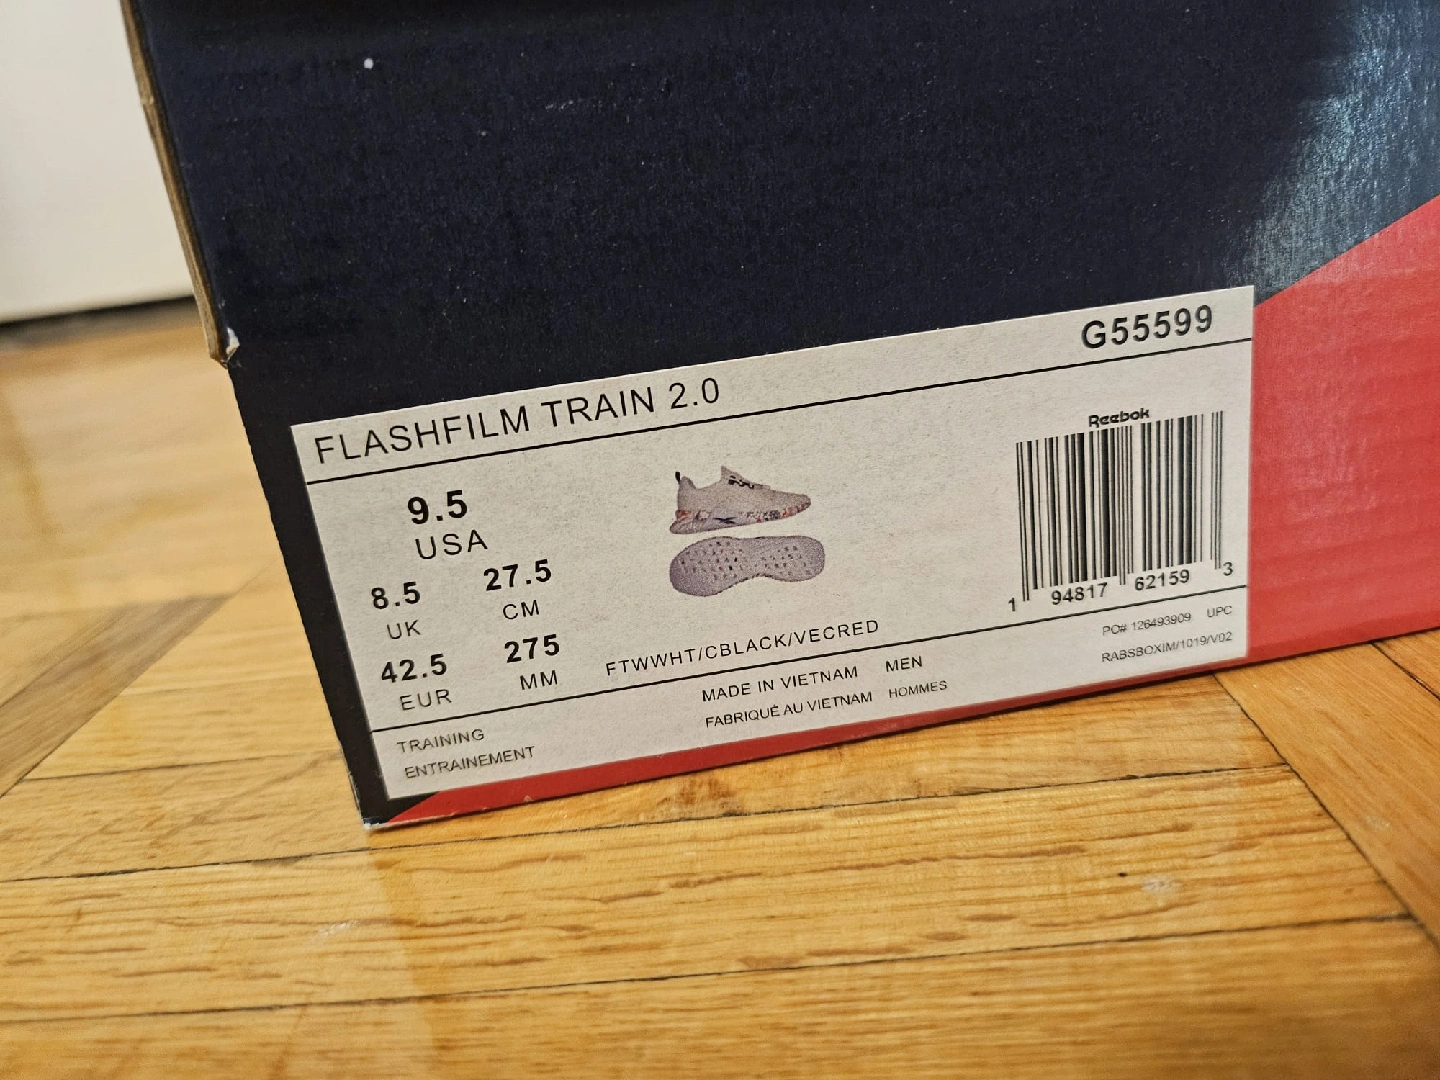 G55599
FLASHFILM TRAIN 2.0
9.5
USA
8.5 27.5
UK CM
42.5 275
EUR MM
FTWWHT/CBLACK/VECRED
Reebok
1 94817 62159 3
TRAINING
ENTRAINEMENT
MADE IN VIETNAM MEN
FABRIQUÉ AU VIETNAM HOMMES
PO# 126493909 UPC
RABSBOXIM/1019/V02